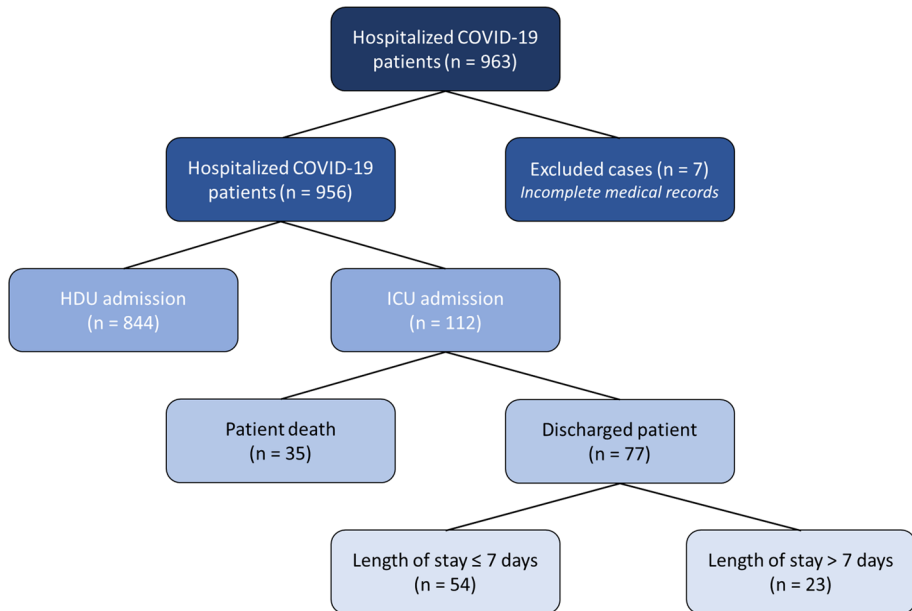 Hospitalized COVID-19
patients (n = 963)
Hospitalized COVID-19
patients (n = 956)
Excluded cases (n = 7)
Incomplete medical records
HDU admission
(n = 844)
ICU admission
(n = 112)
Patient death
(n = 35)
Discharged patient
(n = 77)
Length of stay ≤ 7 days
(n = 54)
Length of stay > 7 days
(n = 23)